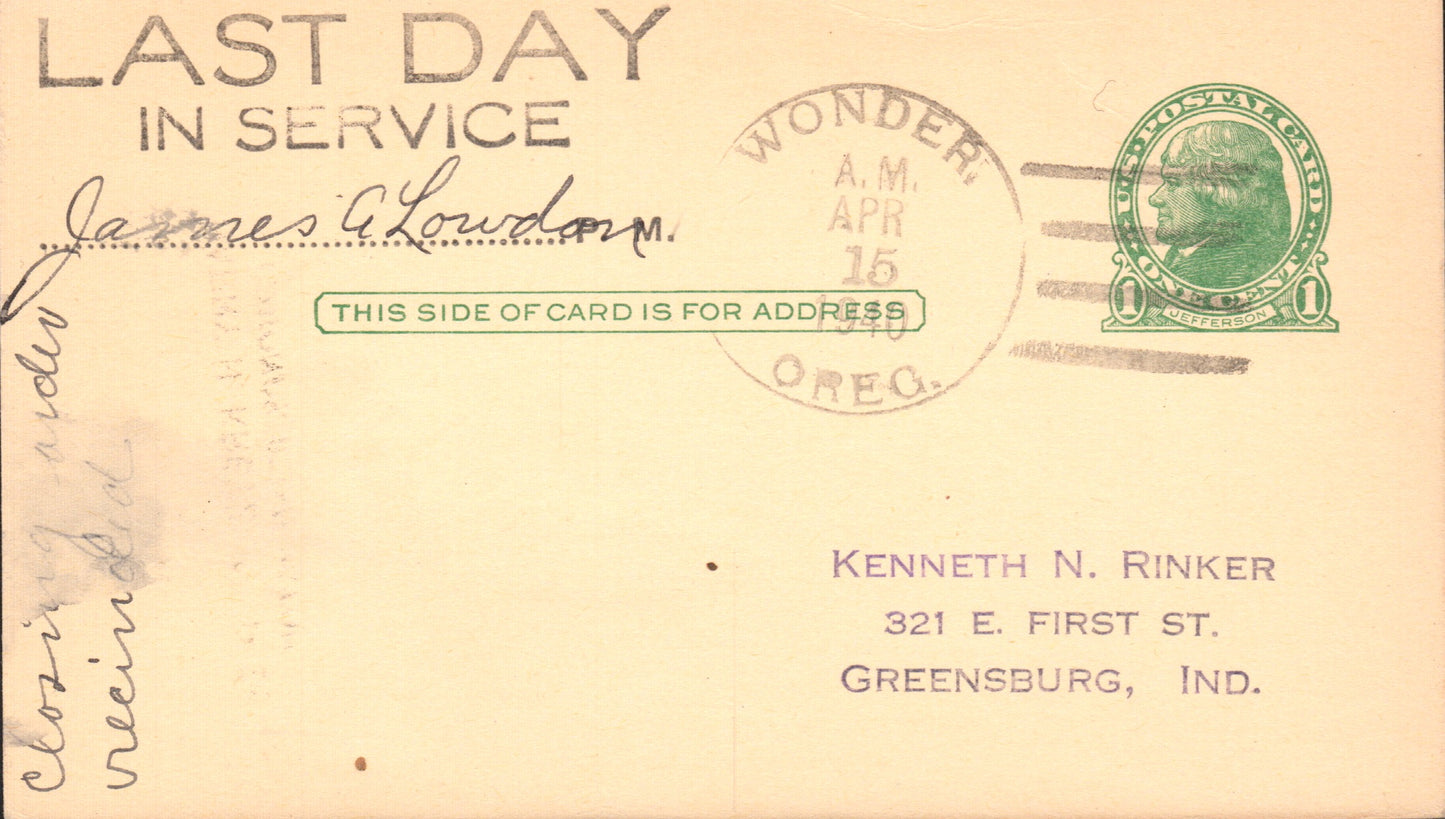 LAST DAY
IN SERVICE
James A Lowdon P. M.
WONDER,
A.M.
APR
15
1940
OREG.
U.S. POSTAL CARD
ONE CENT
1 JEFFERSON 1
THIS SIDE OF CARD IS FOR ADDRESS
closing order
recinded
KENNETH N. RINKER
321 E. FIRST ST.
GREENSBURG, IND.